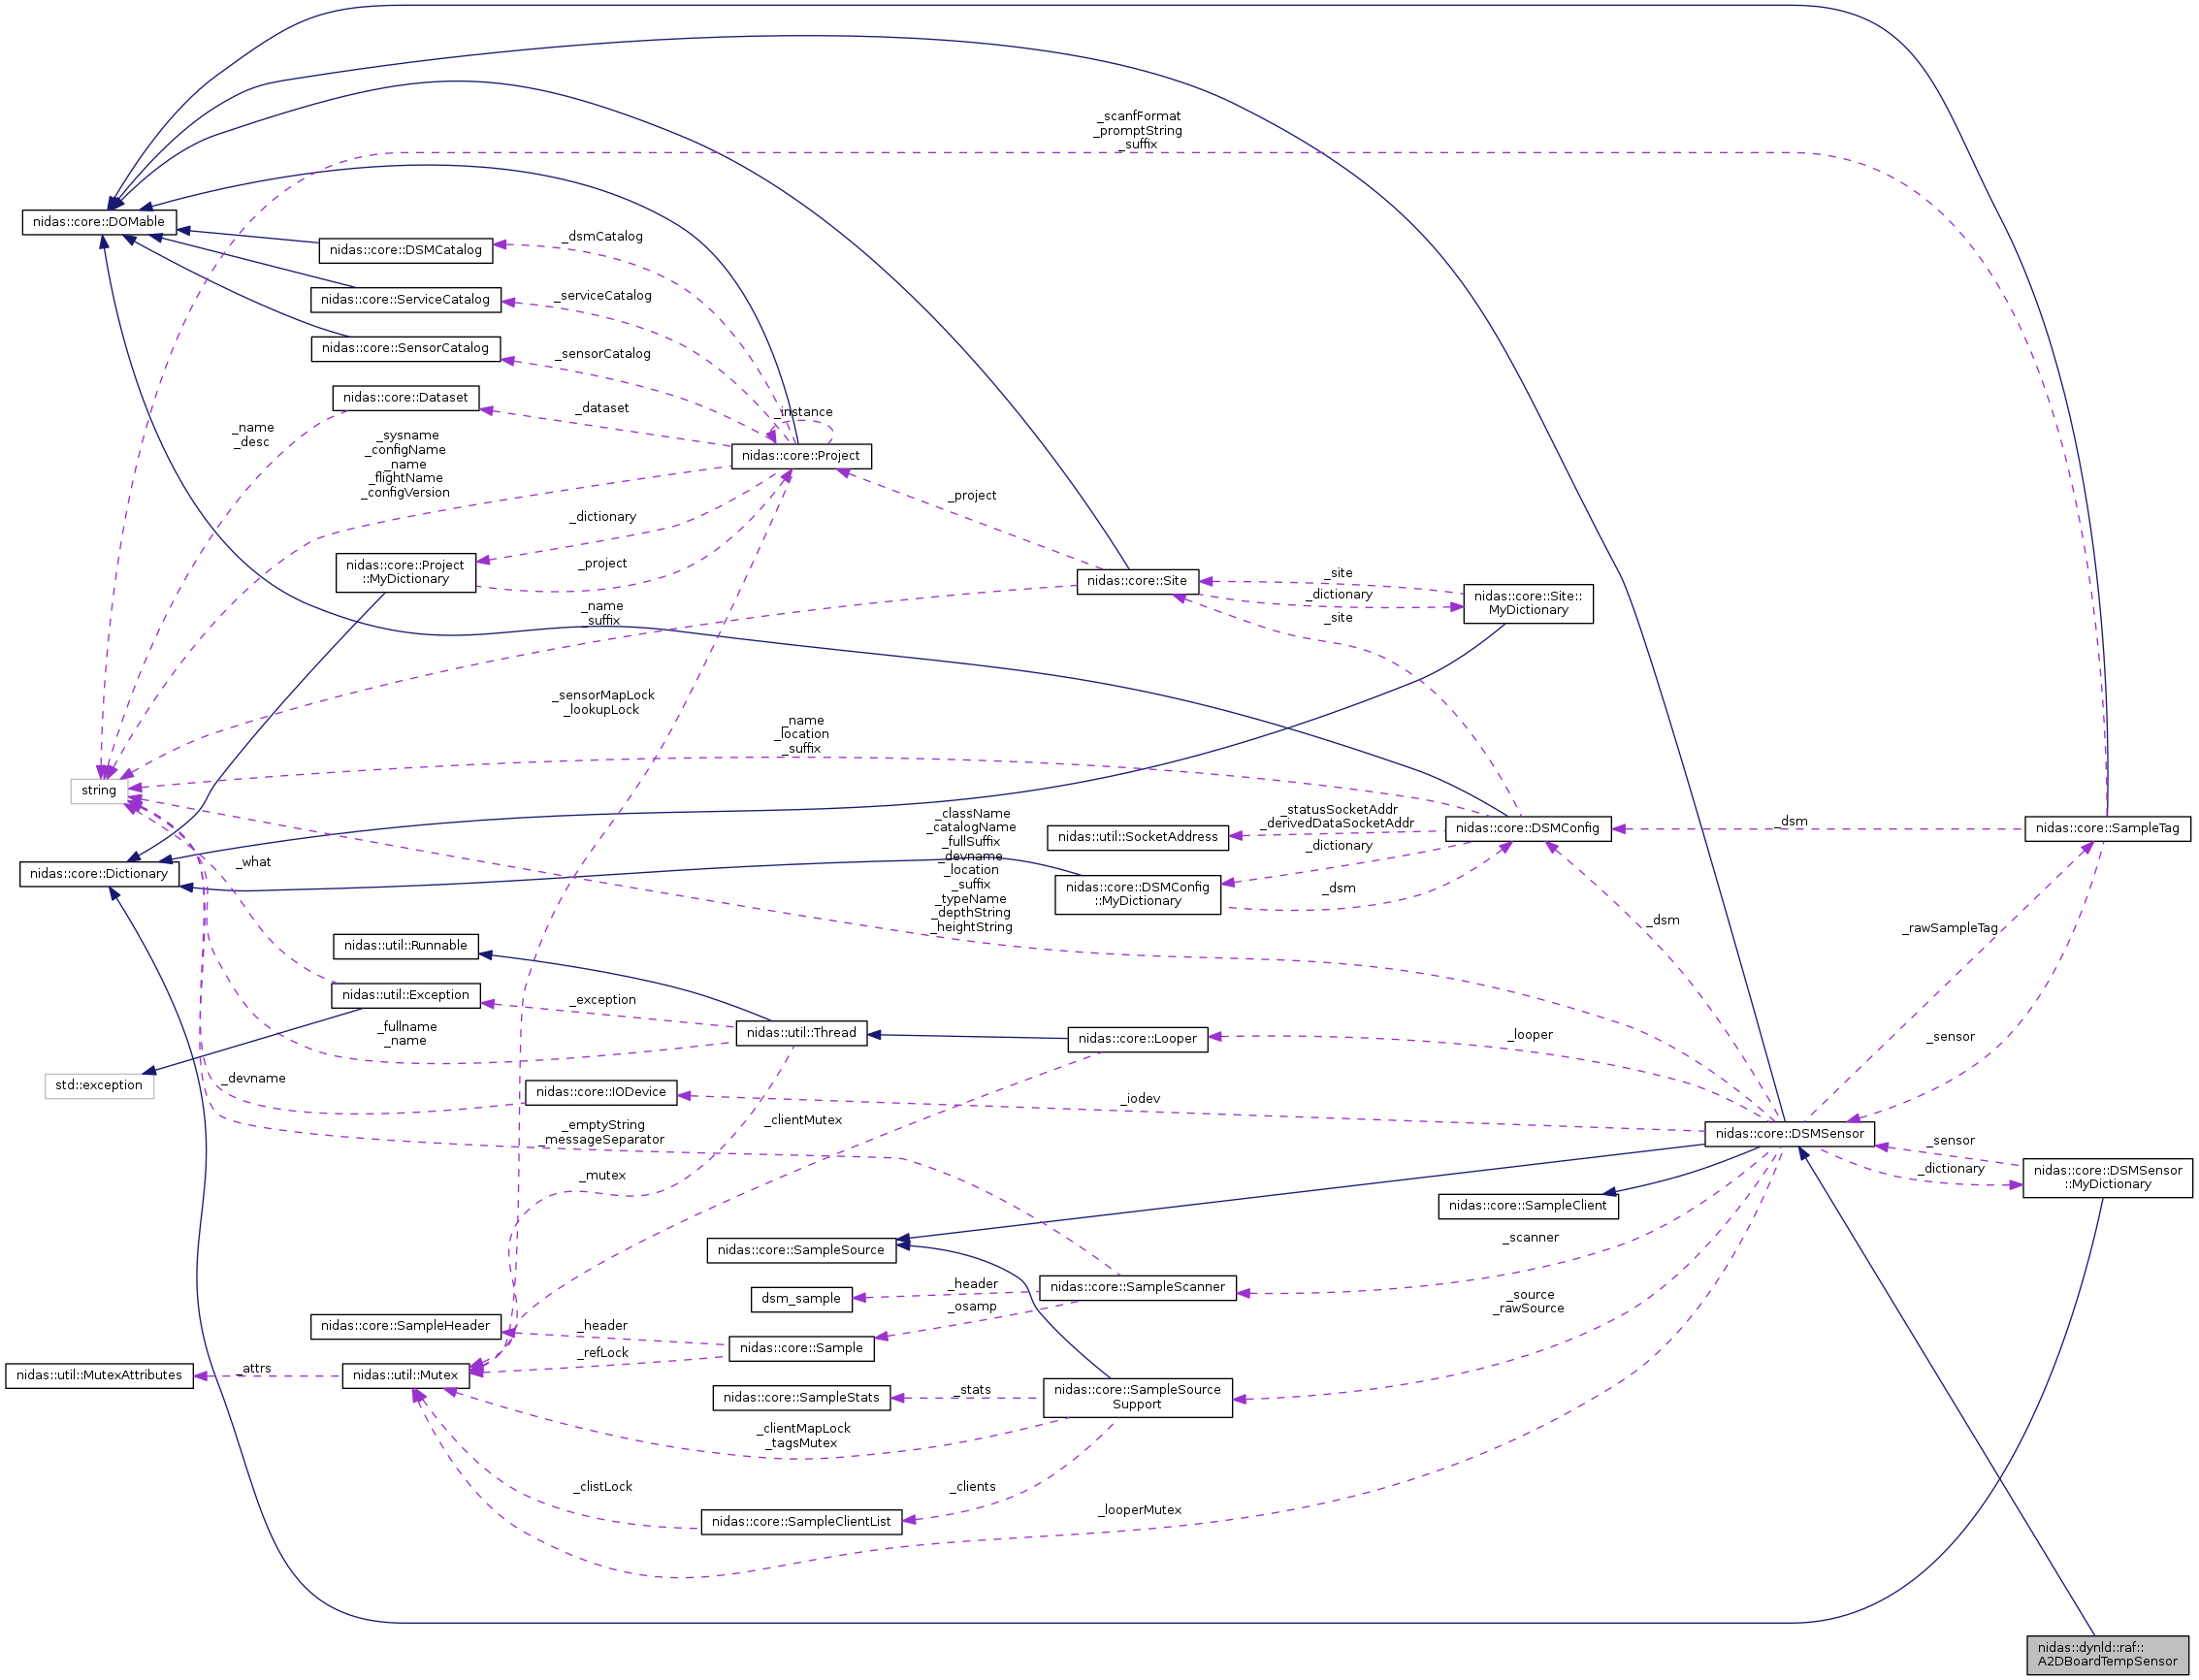 _scanfFormat
_promptString
_suffix
nidas::core::DOMable
_dsmCatalog
nidas::core::DSMCatalog
_serviceCatalog
nidas::core::ServiceCatalog
nidas::core::SensorCatalog
_sensorCatalog
nidas::core::Dataset
_dataset
_instance
_name
_desc
_sysname
_configName
_name
_flightName
_configVersion
nidas::core::Project
_project
_dictionary
nidas::core::Project
::MyDictionary
_project
nidas::core::Site
_site
_dictionary
nidas::core::Site::
MyDictionary
_site
_name
_suffix
_sensorMapLock
_lookupLock
_name
_location
_suffix
string
_statusSocketAddr
_derivedDataSocketAddr
nidas::util::SocketAddress
nidas::core::DSMConfig
_dsm
nidas::core::SampleTag
_className
_catalogName
_fullSuffix
_devname
_location
_suffix
_typeName
_depthString
_heightString
_dictionary
_what
nidas::core::Dictionary
nidas::core::DSMConfig
::MyDictionary
_dsm
_dsm
_rawSampleTag
nidas::util::Runnable
nidas::util::Exception
_exception
_fullname
_name
nidas::util::Thread
nidas::core::Looper
_looper
_sensor
std::exception
_devname
nidas::core::IODevice
_iodev
_clientMutex
_emptyString
_messageSeparator
nidas::core::DSMSensor
_sensor
_dictionary
nidas::core::DSMSensor
::MyDictionary
_mutex
nidas::core::SampleClient
nidas::core::SampleSource
_scanner
_header
nidas::core::SampleScanner
dsm_sample
_osamp
_source
_rawSource
nidas::core::SampleHeader
_header
_refLock
nidas::core::Sample
nidas::util::MutexAttributes
_attrs
nidas::util::Mutex
nidas::core::SampleStats
_stats
nidas::core::SampleSource
Support
_clientMapLock
_tagsMutex
_clistLock
_clients
nidas::core::SampleClientList
_looperMutex
nidas::dynld::raf::
A2DBoardTempSensor